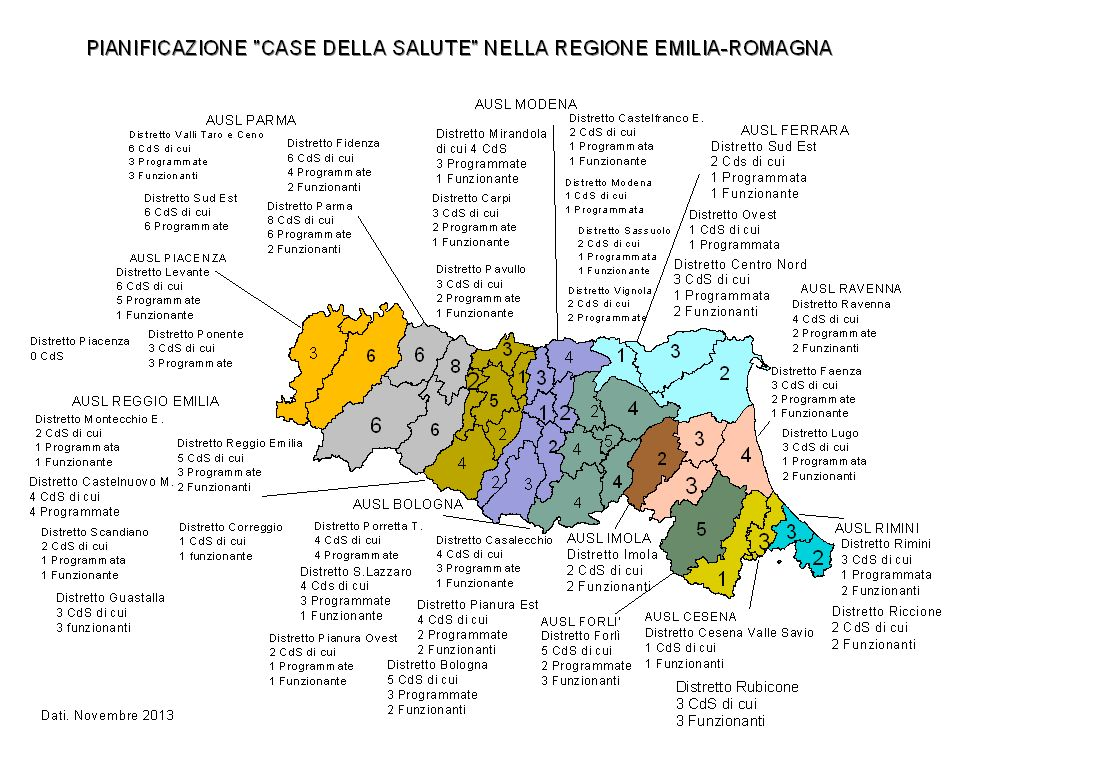 PIANIFICAZIONE "CASE DELLA SALUTE" NELLA REGIONE EMILIA-ROMAGNA
AUSL PARMA
Distretto Valli Taro e Ceno
6 CdS di cui
3 Programmate
3 Funzionanti
Distretto Fidenza
6 CdS di cui
4 Programmate
2 Funzionanti
Distretto Sud Est
6 CdS di cui
6 Programmate
Distretto Parma
8 CdS di cui
6 Programmate
2 Funzionanti
AUSL PIACENZA
Distretto Levante
6 CdS di cui
5 Programmate
1 Funzionante
Distretto Piacenza
0 CdS
Distretto Ponente
3 CdS di cui
3 Programmate
AUSL MODENA
Distretto Mirandola
di cui 4 CdS
3 Programmate
1 Funzionante
Distretto Carpi
3 CdS di cui
2 Programmate
1 Funzionante
Distretto Pavullo
3 CdS di cui
2 Programmate
1 Funzionante
Distretto Castelfranco E.
2 CdS di cui
1 Programmata
1 Funzionante
Distretto Modena
1 CdS di cui
1 Programmata
Distretto Sassuolo
2 CdS di cui
1 Programmata
1 Funzionante
Distretto Vignola
2 CdS di cui
2 Programmate
AUSL FERRARA
Distretto Sud Est
2 Cds di cui
1 Programmata
1 Funzionante
Distretto Ovest
1 CdS di cui
1 Programmata
Distretto Centro Nord
3 CdS di cui
1 Programmata
2 Funzionanti
AUSL RAVENNA
Distretto Ravenna
4 CdS di cui
2 Programmate
2 Funzinanti
Distretto Faenza
3 CdS di cui
2 Programmate
1 Funzionante
Distretto Lugo
3 CdS di cui
1 Programmata
2 Funzionanti
3
6
6
8
6
6
3
2
1
5
2
4
4
3
1
2
2
2
3
2
4
4
5
4
4
1
3
2
2
3
3
4
5
1
3
3
2
AUSL REGGIO EMILIA
Distretto Montecchio E.
2 CdS di cui
1 Programmata
1 Funzionante
Distretto Reggio Emilia
5 CdS di cui
3 Programmate
2 Funzionanti
Distretto Castelnuovo M.
4 CdS di cui
4 Programmate
Distretto Scandiano
2 CdS di cui
1 Programmata
1 Funzionante
Distretto Correggio
1 CdS di cui
1 funzionante
Distretto Guastalla
3 CdS di cui
3 funzionanti
AUSL BOLOGNA
Distretto Porretta T.
4 CdS di cui
4 Programmate
Distretto Casalecchio
4 CdS di cui
3 Programmate
1 Funzionante
Distretto S.Lazzaro
4 Cds di cui
3 Programmate
1 Funzionante
Distretto Pianura Est
4 CdS di cui
2 Programmate
2 Funzionanti
Distretto Pianura Ovest
2 CdS di cui
1 Programmate
1 Funzionante
Distretto Bologna
5 CdS di cui
3 Programmate
2 Funzionanti
AUSL IMOLA
Distretto Imola
2 CdS di cui
2 Funzionanti
AUSL FORLI'
Distretto Forlì
5 CdS di cui
2 Programmate
3 Funzionanti
AUSL CESENA
Distretto Cesena Valle Savio
1 CdS di cui
1 Funzionanti
Distretto Rubicone
3 CdS di cui
3 Funzionanti
AUSL RIMINI
Distretto Rimini
3 CdS di cui
1 Programmata
2 Funzionanti
Distretto Riccione
2 CdS di cui
2 Funzionanti
Dati. Novembre 2013